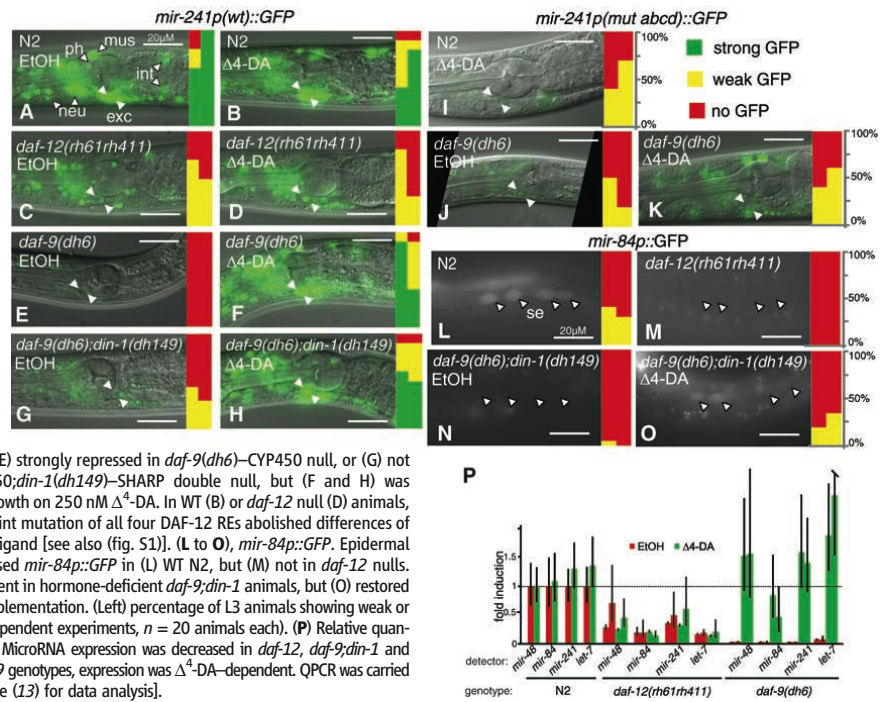 mir-241p(wt)::GFP
mir-241p(mut abcd)::GFP
N2
EtOH
ph
mus
20µM
int
neu
exc
A
N2
Δ4-DA
B
N2
Δ4-DA
I
100%
50%
0%
strong GFP
weak GFP
no GFP
daf-12(rh61rh411)
EtOH
C
daf-12(rh61rh411)
Δ4-DA
D
daf-9(dh6)
EtOH
J
daf-9(dh6)
Δ4-DA
K
100%
50%
0%
daf-9(dh6)
EtOH
E
daf-9(dh6)
Δ4-DA
F
mir-84p::GFP
N2
se
L
20µM
daf-12(rh61rh411)
M
100%
50%
0%
daf-9(dh6);din-1(dh149)
EtOH
G
daf-9(dh6);din-1(dh149)
Δ4-DA
H
daf-9(dh6);din-1(dh149)
EtOH
N
daf-9(dh6);din-1(dh149)
Δ4-DA
O
100%
50%
0%
E) strongly repressed in daf-9(dh6)–CYP450 null, or (G) not
50;din-1(dh149)–SHARP double null, but (F and H) was
owth on 250 nM Δ4-DA. In WT (B) or daf-12 null (D) animals,
int mutation of all four DAF-12 REs abolished differences of
igand [see also (fig. S1)]. (L to O), mir-84p::GFP. Epidermal
sed mir-84p::GFP in (L) WT N2, but (M) not in daf-12 nulls.
ent in hormone-deficient daf-9;din-1 animals, but (O) restored
plementation. (Left) percentage of L3 animals showing weak or
pendent experiments, n = 20 animals each). (P) Relative quan-
MicroRNA expression was decreased in daf-12, daf-9;din-1 and
9 genotypes, expression was Δ4-DA–dependent. QPCR was carried
e (13) for data analysis].
P
EtOH
Δ4-DA
fold induction
1.5
1
0.5
0
detector:
mir-48
mir-84
mir-241
let-7
mir-48
mir-84
mir-241
let-7
mir-48
mir-84
mir-241
let-7
genotype:
N2
daf-12(rh61rh411)
daf-9(dh6)